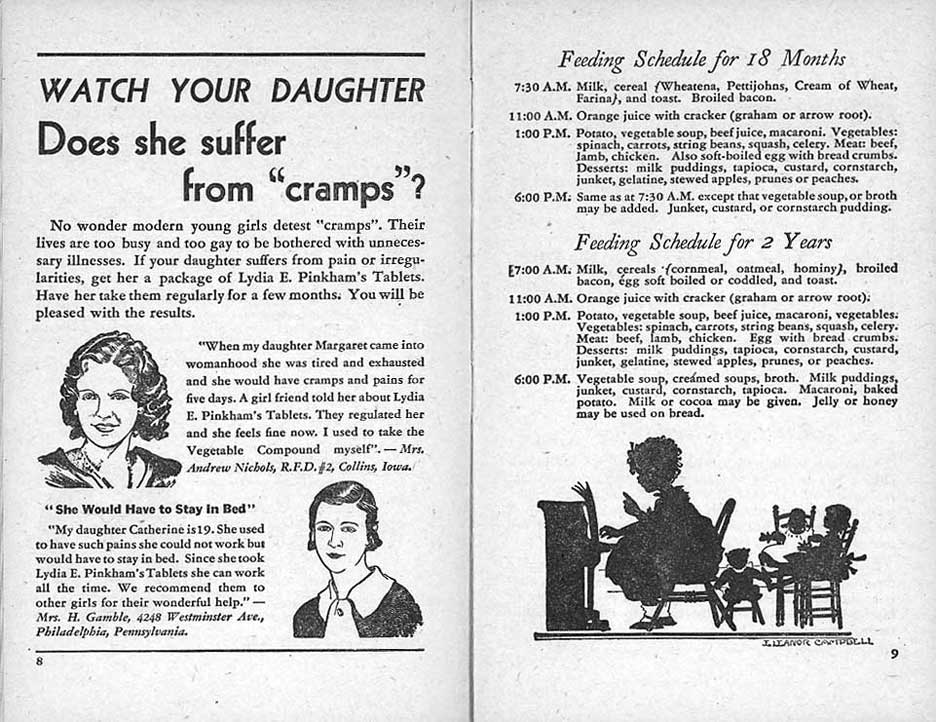 WATCH YOUR DAUGHTER
Does she suffer
from "cramps"?
No wonder modern young girls detest "cramps". Their
lives are too busy and too gay to be bothered with unneces-
sary illnesses. If your daughter suffers from pain or irregu-
larities, get her a package of Lydia E. Pinkham's Tablets.
Have her take them regularly for a few months. You will be
pleased with the results.
"When my daughter Margaret came into
womanhood she was tired and exhausted
and she would have cramps and pains for
five days. A girl friend told her about Lydia
E. Pinkham's Tablets. They regulated her
and she feels fine now. I used to take the
Vegetable Compound myself". — Mrs.
Andrew Nichols, R.F.D. #2, Collins, Iowa.
"She Would Have to Stay in Bed"
"My daughter Catherine is 19. She used
to have such pains she could not work but
would have to stay in bed. Since she took
Lydia E. Pinkham's Tablets she can work
all the time. We recommend them to
other girls for their wonderful help." —
Mrs. H. Gamble, 4248 Westminster Ave.,
Philadelphia, Pennsylvania.
8
Feeding Schedule for 18 Months
7:30 A.M. Milk, cereal {Wheatena, Pettijohns, Cream of Wheat,
Farina}, and toast. Broiled bacon.
11:00 A.M. Orange juice with cracker (graham or arrow root).
1:00 P.M. Potato, vegetable soup, beef juice, macaroni. Vegetables:
spinach, carrots, string beans, squash, celery. Meat: beef,
lamb, chicken. Also soft-boiled egg with bread crumbs.
Desserts: milk puddings, tapioca, custard, cornstarch,
junket, gelatine, stewed apples, prunes or peaches.
6:00 P.M. Same as at 7:30 A.M. except that vegetable soup, or broth
may be added. Junket, custard, or cornstarch pudding.
Feeding Schedule for 2 Years
7:00 A.M. Milk, cereals {cornmeal, oatmeal, hominy}, broiled
bacon, egg soft boiled or coddled, and toast.
11:00 A.M. Orange juice with cracker (graham or arrow root).
1:00 P.M. Potato, vegetable soup, beef juice, macaroni, vegetables.
Vegetables: spinach, carrots, string beans, squash, celery.
Meat: beef, lamb, chicken. Egg with bread crumbs.
Desserts: milk puddings, tapioca, cornstarch, custard,
junket, gelatine, stewed apples, prunes, or peaches.
6:00 P.M. Vegetable soup, creamed soups, broth. Milk puddings,
junket, custard, cornstarch, tapioca. Macaroni, baked
potato. Milk or cocoa may be given. Jelly or honey
may be used on bread.
ELEANOR CAMPBELL
9